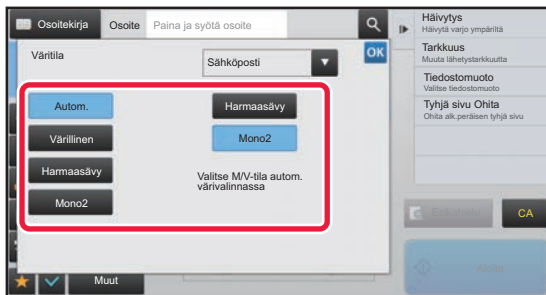 Osoitekirja
Osoite
Paina ja syötä osoite
Väritila
Sähköposti
OK
Autom.
Värillinen
Harmaasävy
Mono2
Harmaasävy
Mono2
Valitse M/V-tila autom.
värivalinnassa
Muut
Häivytys
Häivytä varjo ympäriltä
Tarkkuus
Muuta lähetystarkkuutta
Tiedostomuoto
Valitse tiedostomuoto
Tyhjä sivu Ohita
Ohita alk.peräisen tyhjä sivu
Esikatselu
CA
Aloita